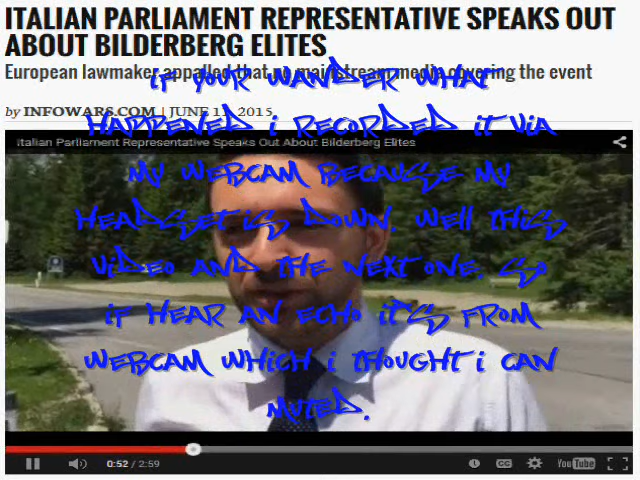 ITALIAN PARLIAMENT REPRESENTATIVE SPEAKS OUT
ABOUT BILDERBERG ELITES
European lawmaker appalled that no mainstream media covering the event
iF YOUR WANDER WHAT
by INFOWARS.COM | JUNE 1 2015
HAPPENED i RECORDED iT ViA
Italian Parliament Representative Speaks Out About Bilderberg Elites
MY WEBCAM BECAUSE MY
HEADSET iS DOWN. WELL THiS
ViDEO AND THE NEXT ONE. SO
iF HEAR AN ECHO iT'S FROM
WEBCAM WHiCH i THOUGHT i CAN
MUTED.
0:52 / 2:59
CC
YouTube